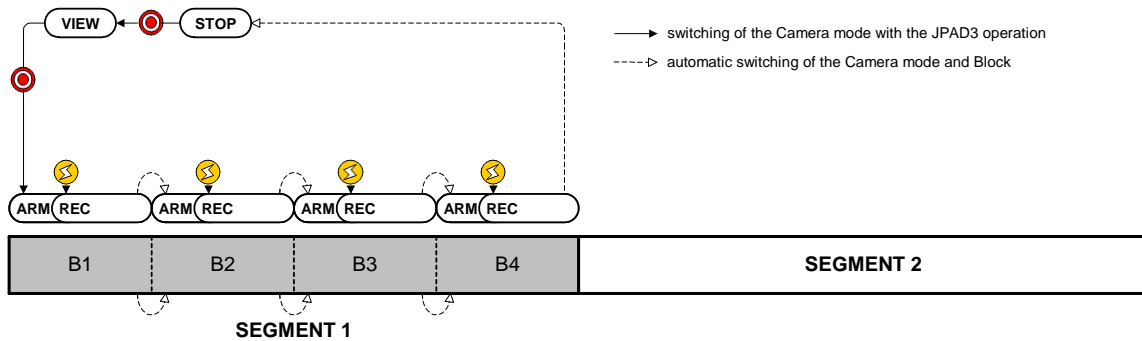 VIEW
STOP
switching of the Camera mode with the JPAD3 operation
automatic switching of the Camera mode and Block
ARM REC ARM REC ARM REC ARM REC
B1 B2 B3 B4 SEGMENT 2
SEGMENT 1